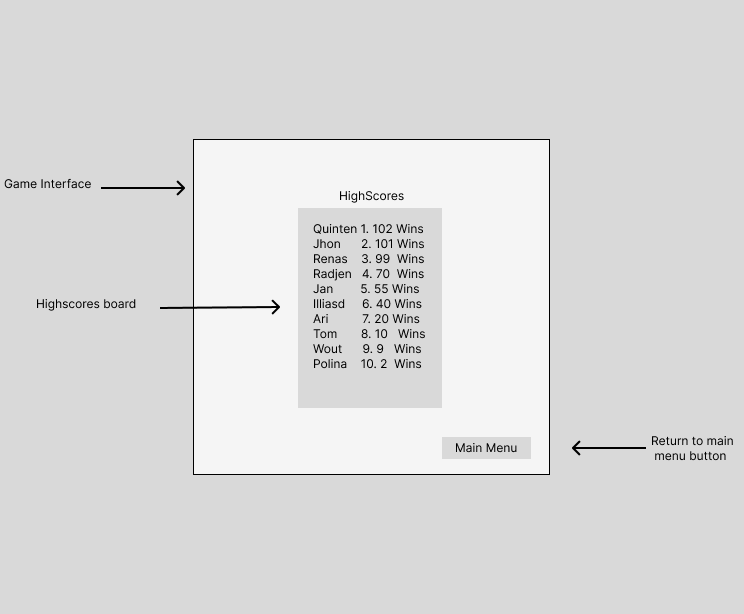 Game Interface
HighScores
Quinten 1. 102 Wins
Jhon 2. 101 Wins
Renas 3. 99 Wins
Radjen 4. 70 Wins
Jan 5. 55 Wins
Illiasd 6. 40 Wins
Ari 7. 20 Wins
Tom 8. 10 Wins
Wout 9. 9 Wins
Polina 10. 2 Wins
Highscores board
Main Menu
Return to main
menu button